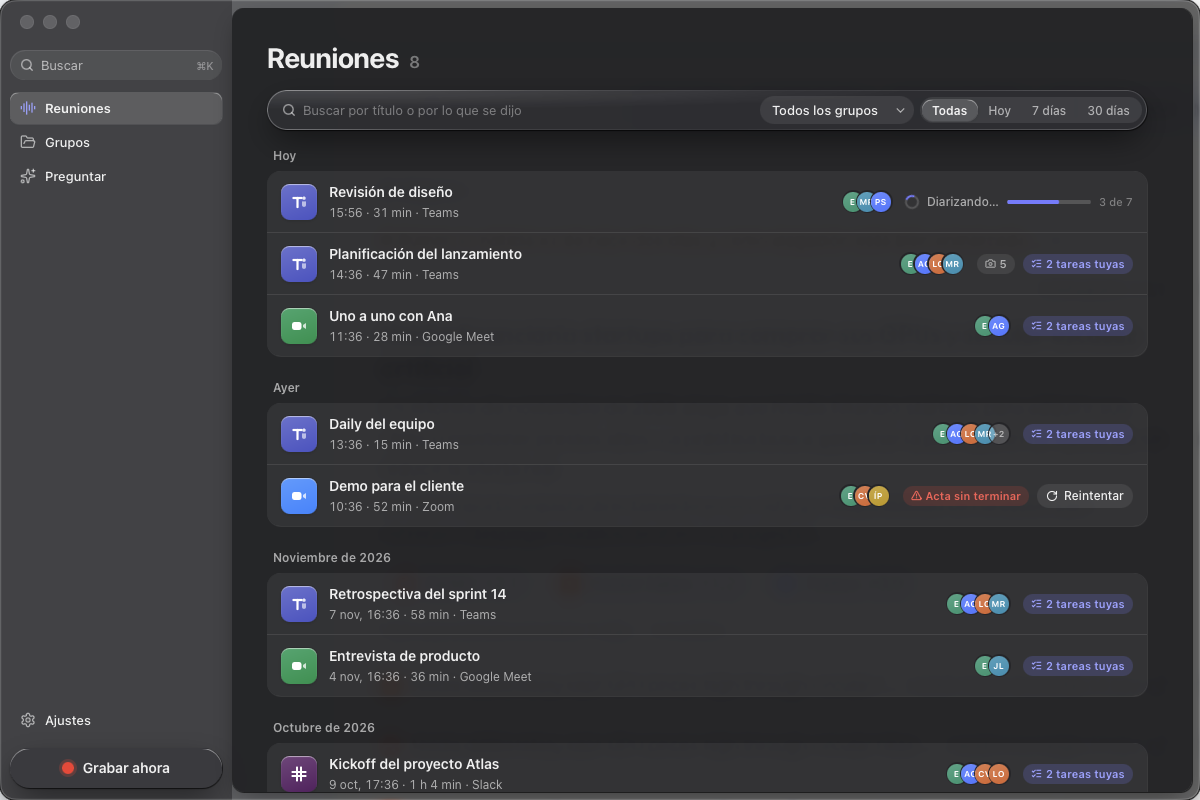 Buscar ⌘K
Reuniones
Grupos
Preguntar
Ajustes
Grabar ahora
Reuniones 8
Buscar por título o por lo que se dijo
Todos los grupos
Todas Hoy 7 días 30 días
Hoy
Revisión de diseño
15:56 · 31 min · Teams
E PS
Diarizando... 3 de 7
Planificación del lanzamiento
14:36 · 47 min · Teams
E MR
5
2 tareas tuyas
Uno a uno con Ana
11:36 · 28 min · Google Meet
E AG
2 tareas tuyas
Ayer
Daily del equipo
13:36 · 15 min · Teams
E +2
2 tareas tuyas
Demo para el cliente
10:36 · 52 min · Zoom
E ÍP
Acta sin terminar
Reintentar
Noviembre de 2026
Retrospectiva del sprint 14
7 nov, 16:36 · 58 min · Teams
E MR
2 tareas tuyas
Entrevista de producto
4 nov, 16:36 · 36 min · Google Meet
E JL
2 tareas tuyas
Octubre de 2026
Kickoff del proyecto Atlas
9 oct, 17:36 · 1 h 4 min · Slack
E LO
2 tareas tuyas